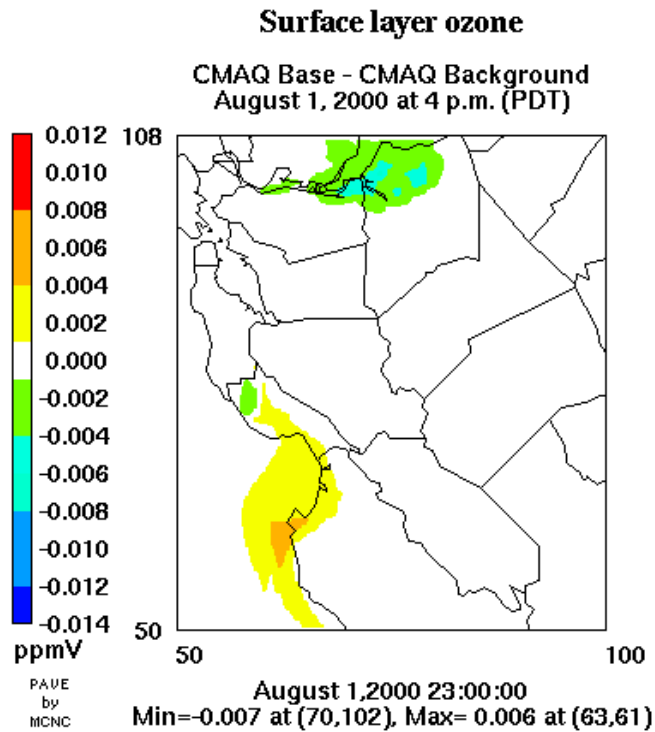 Surface layer ozone
CMAQ Base - CMAQ Background
August 1, 2000 at 4 p.m. (PDT)
0.012
0.010
0.008
0.006
0.004
0.002
0.000
-0.002
-0.004
-0.006
-0.008
-0.010
-0.012
-0.014
ppmV
PAVE
by
MCNC
108
50
50
100
August 1,2000 23:00:00
Min=-0.007 at (70,102), Max= 0.006 at (63,61)